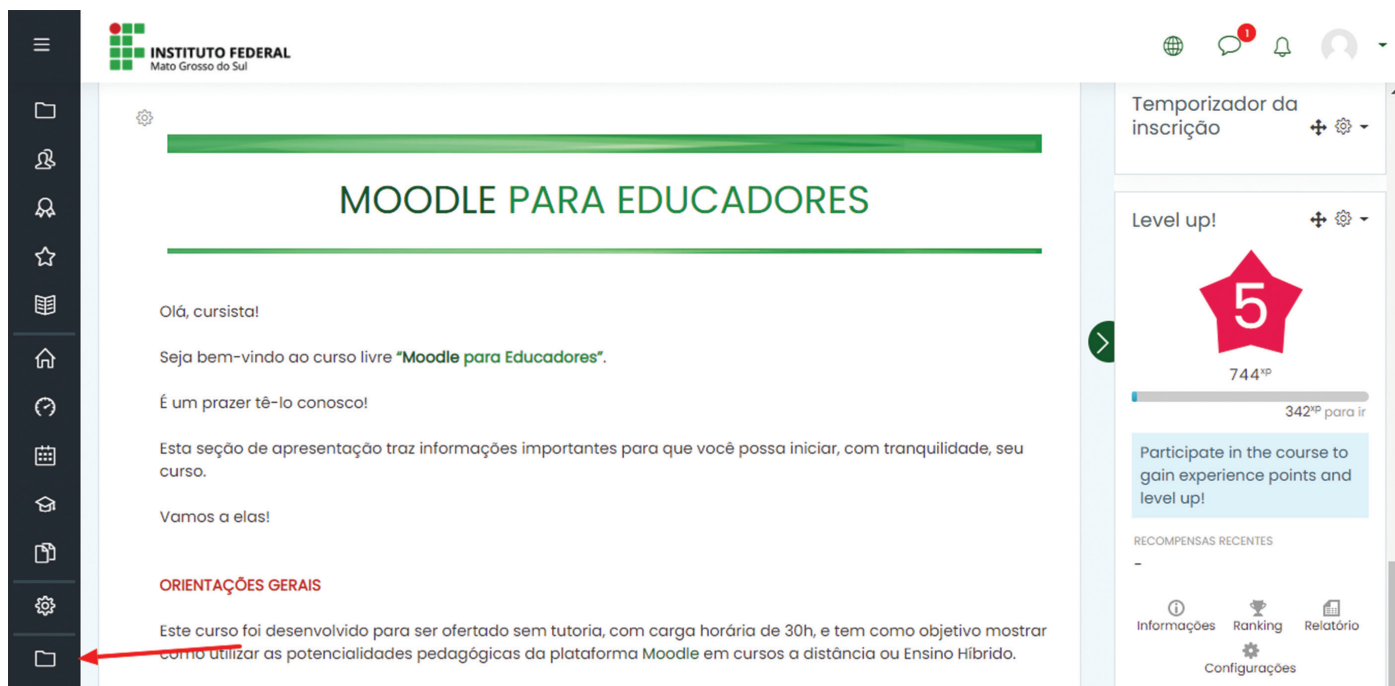 INSTITUTO FEDERAL
Mato Grosso do Sul
1
MOODLE PARA EDUCADORES
Olá, cursista!
Seja bem-vindo ao curso livre “Moodle para Educadores”.
É um prazer tê-lo conosco!
Esta seção de apresentação traz informações importantes para que você possa iniciar, com tranquilidade, seu
curso.
Vamos a elas!
ORIENTAÇÕES GERAIS
Este curso foi desenvolvido para ser ofertado sem tutoria, com carga horária de 30h, e tem como objetivo mostrar
como utilizar as potencialidades pedagógicas da plataforma Moodle em cursos a distância ou Ensino Híbrido.
Temporizador da
inscrição
Level up!
5
744xp
342xp para ir
Participate in the course to
gain experience points and
level up!
RECOMPENSAS RECENTES
-
Informações Ranking Relatório
Configurações